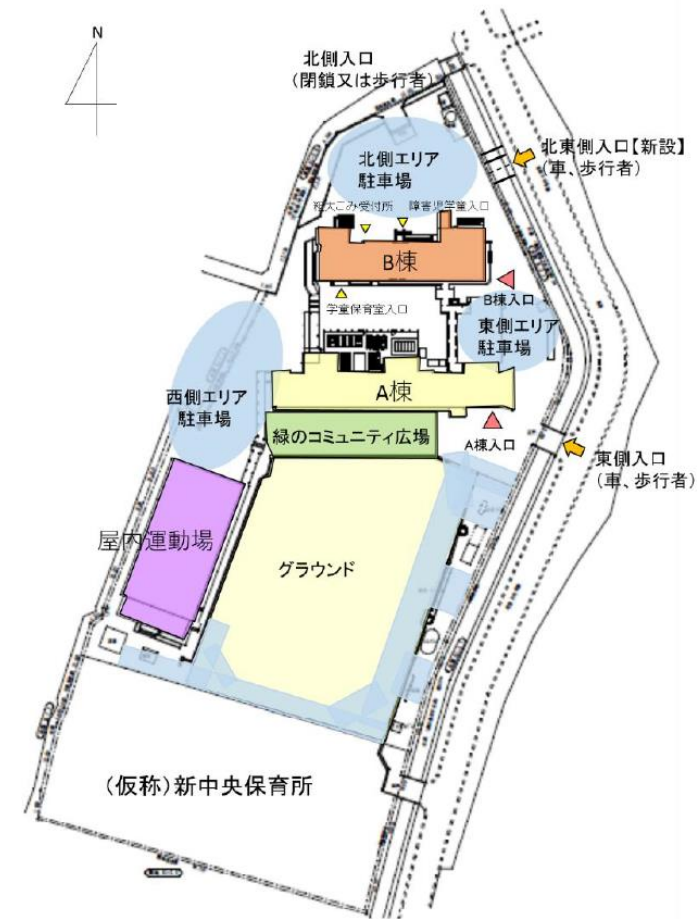 N
北側入口
(閉鎖又は歩行者)
北東側入口【新設】
(車、歩行者)
北側エリア
駐車場
粗大ごみ受付所
障害児学童入口
B棟
B棟入口
学童保育室入口
東側エリア
駐車場
西側エリア
駐車場
A棟
緑のコミュニティ広場
A棟入口
東側入口
(車、歩行者)
屋内運動場
グラウンド
(仮称)新中央保育所